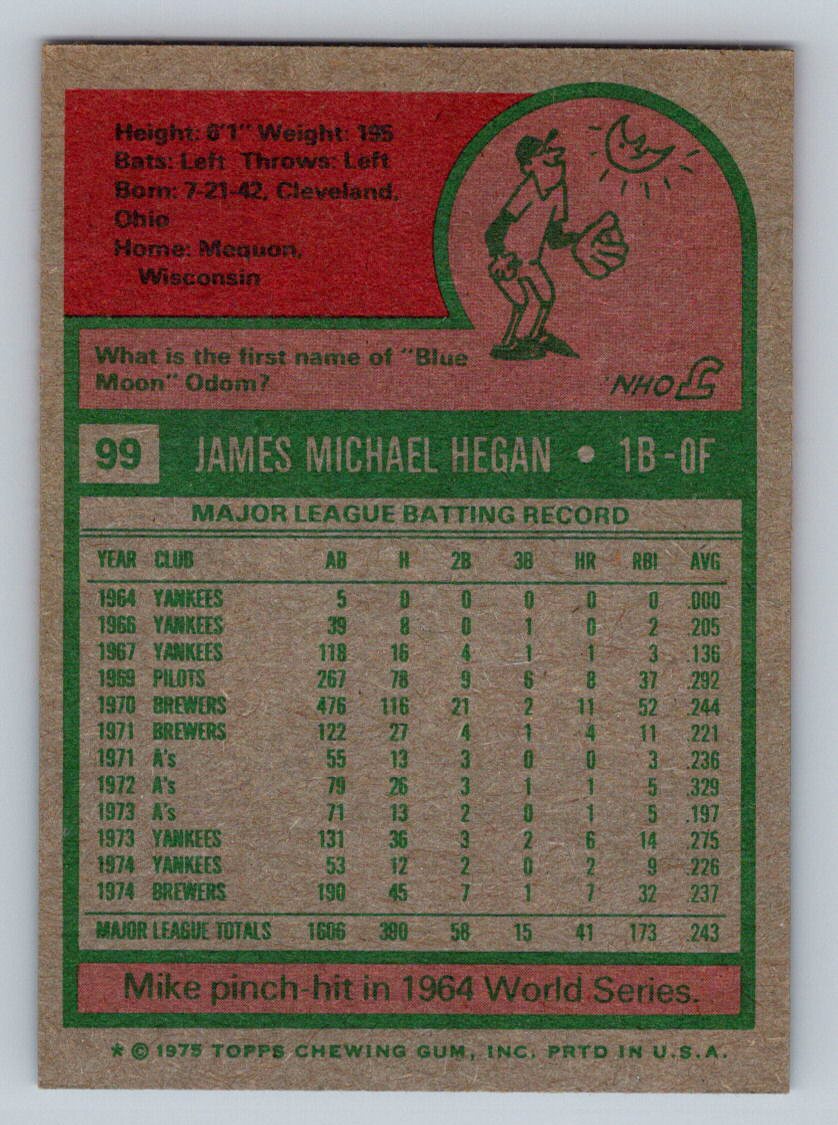 Height: 6'1" Weight: 195
Bats: Left Throws: Left
Born: 7-21-42, Cleveland,
Ohio
Home: Mequon,
Wisconsin
What is the first name of "Blue
Moon" Odom?
JOHN.
99 JAMES MICHAEL HEGAN • 1B-OF
MAJOR LEAGUE BATTING RECORD
YEAR CLUB AB H 2B 3B HR RBI AVG
1964 YANKEES 5 0 0 0 0 0 .000
1966 YANKEES 39 8 0 1 0 2 .205
1967 YANKEES 118 16 4 1 1 3 .136
1969 PILOTS 267 78 9 6 8 37 .292
1970 BREWERS 476 116 21 2 11 52 .244
1971 BREWERS 122 27 4 1 4 11 .221
1971 A's 55 13 3 0 0 3 .236
1972 A's 79 26 3 1 1 5 .329
1973 A's 71 13 2 0 1 5 .197
1973 YANKEES 131 36 3 2 6 14 .275
1974 YANKEES 53 12 2 0 2 9 .226
1974 BREWERS 190 45 7 1 7 32 .237
MAJOR LEAGUE TOTALS 1606 390 58 15 41 173 .243
Mike pinch-hit in 1964 World Series.
* © 1975 TOPPS CHEWING GUM, INC. PRTD IN U.S.A.